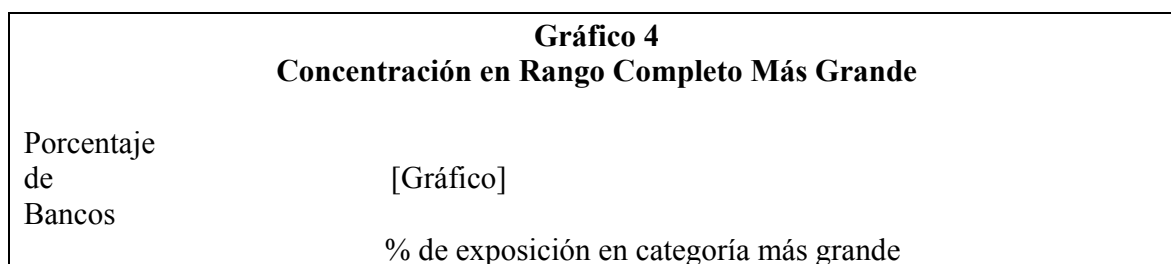 Gráfico 4
Concentración en Rango Completo Más Grande
Porcentaje
de [Gráfico]
Bancos
% de exposición en categoría más grande